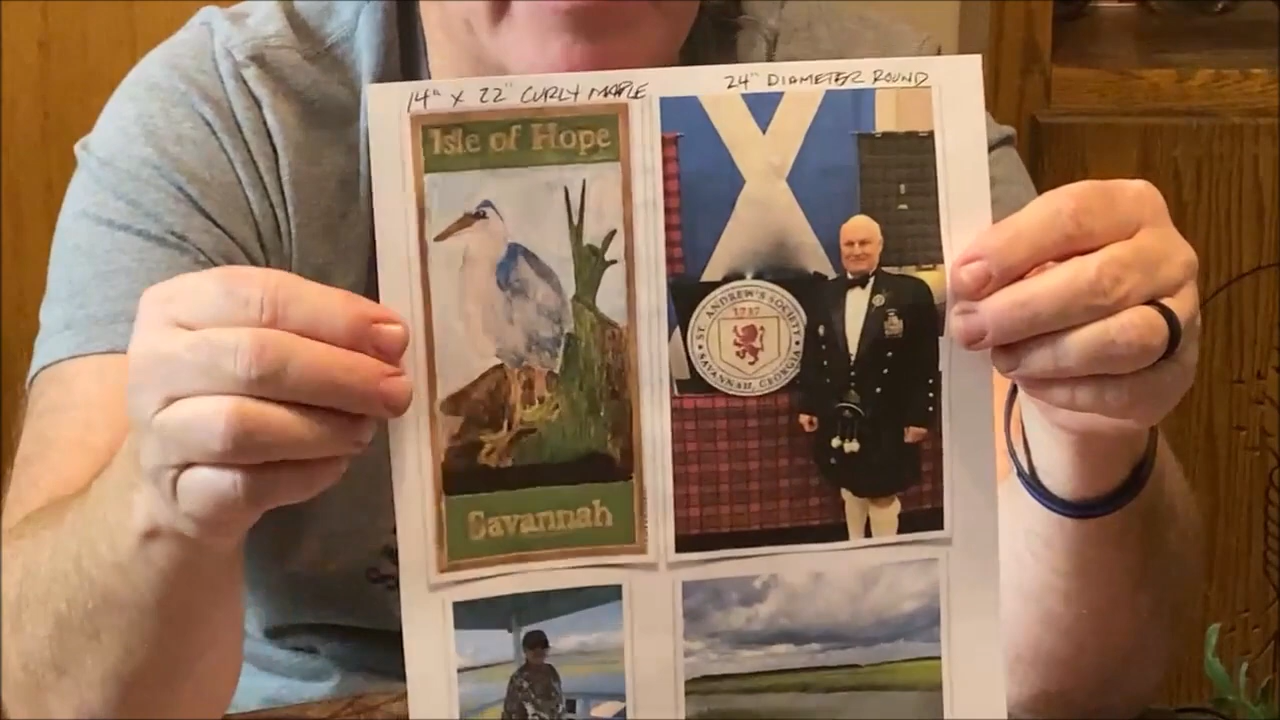 14" X 22" CURLY MAPLE
24" DIAMETER ROUND
Isle of Hope
Savannah
ST. ANDREW'S SOCIETY
1737
SAVANNAH, GEORGIA